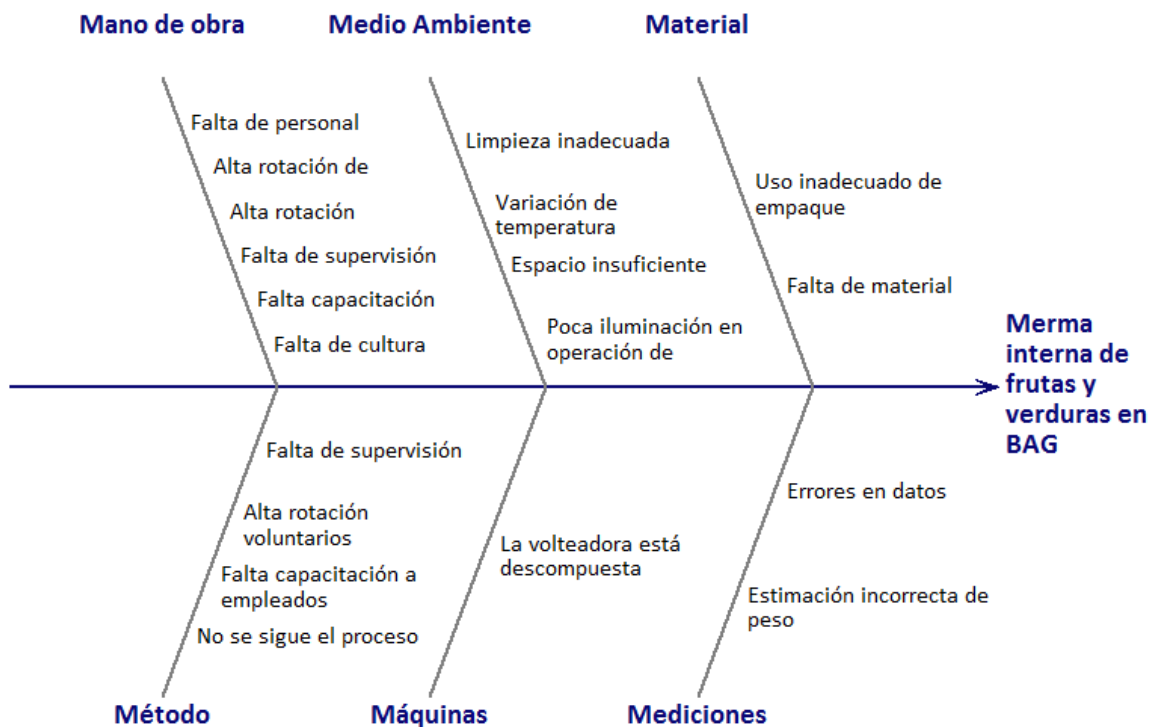 Mano de obra
Medio Ambiente
Material
Falta de personal
Alta rotación de
Alta rotación
Falta de supervisión
Falta capacitación
Falta de cultura
Limpieza inadecuada
Variación de
temperatura
Espacio insuficiente
Poca iluminación en
operación de
Uso inadecuado de
empaque
Falta de material
Merma
interna de
frutas y
verduras en
BAG
Falta de supervisión
Alta rotación
voluntarios
Falta capacitación a
empleados
No se sigue el proceso
La volteadora está
descompuesta
Errores en datos
Estimación incorrecta de
peso
Método
Máquinas
Mediciones